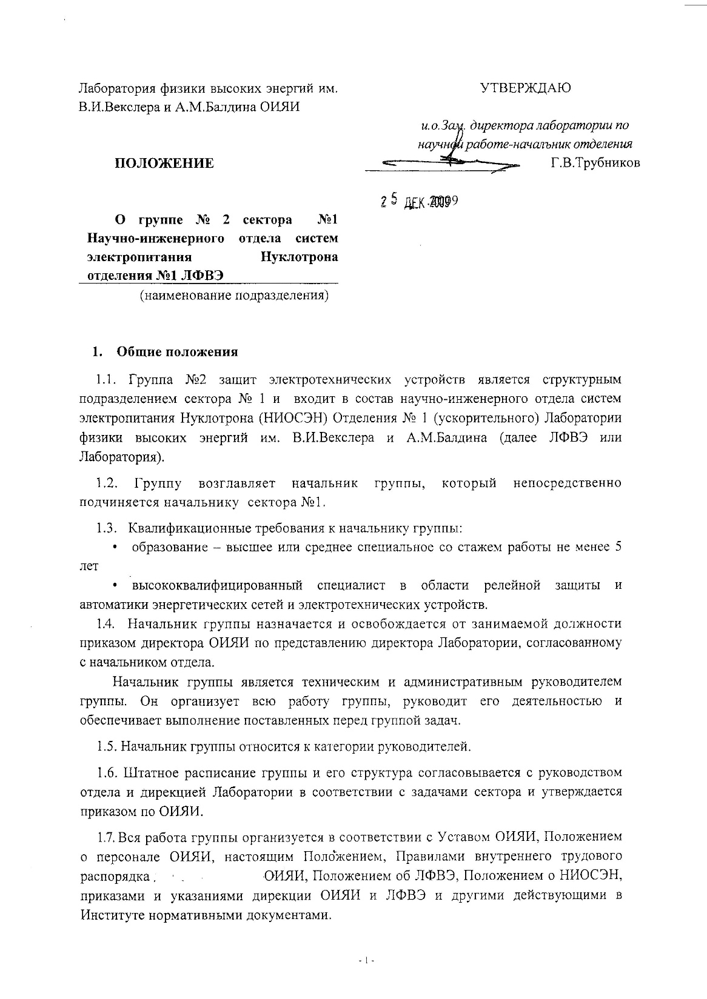 Лаборатория физики высоких энергий им.
В.И.Векслера и А.М.Балдина ОИЯИ
ПОЛОЖЕНИЕ
О группе № 2 сектора №1
Научно-инженерного отдела систем
электропитания Нуклотрона
отделения №1 ЛФВЭ
(наименование подразделения)
УТВЕРЖДАЮ
и.о.Зам. директора лаборатории по
научной работе-начальник отделения
Г.В.Трубников
25 ДЕК.2009
1. Общие положения
1.1. Группа №2 защит электротехнических устройств является структурным
подразделением сектора № 1 и входит в состав научно-инженерного отдела систем
электропитания Нуклотрона (НИОСЭН) Отделения № 1 (ускорительного) Лаборатории
физики высоких энергий им. В.И.Векслера и А.М.Балдина (далее ЛФВЭ или
Лаборатория).
1.2. Группу возглавляет начальник группы, который непосредственно
подчиняется начальнику сектора №1.
1.3. Квалификационные требования к начальнику группы:
• образование – высшее или среднее специальное со стажем работы не менее 5
лет
• высококвалифицированный специалист в области релейной защиты и
автоматики энергетических сетей и электротехнических устройств.
1.4. Начальник группы назначается и освобождается от занимаемой должности
приказом директора ОИЯИ по представлению директора Лаборатории, согласованному
с начальником отдела.
Начальник группы является техническим и административным руководителем
группы. Он организует всю работу группы, руководит его деятельностью и
обеспечивает выполнение поставленных перед группой задач.
1.5. Начальник группы относится к категории руководителей.
1.6. Штатное расписание группы и его структура согласовывается с руководством
отдела и дирекцией Лаборатории в соответствии с задачами сектора и утверждается
приказом по ОИЯИ.
1.7. Вся работа группы организуется в соответствии с Уставом ОИЯИ, Положением
о персонале ОИЯИ, настоящим Положением, Правилами внутреннего трудового
распорядка ОИЯИ, Положением об ЛФВЭ, Положением о НИОСЭН,
приказами и указаниями дирекции ОИЯИ и ЛФВЭ и другими действующими в
Институте нормативными документами.
- 1 -